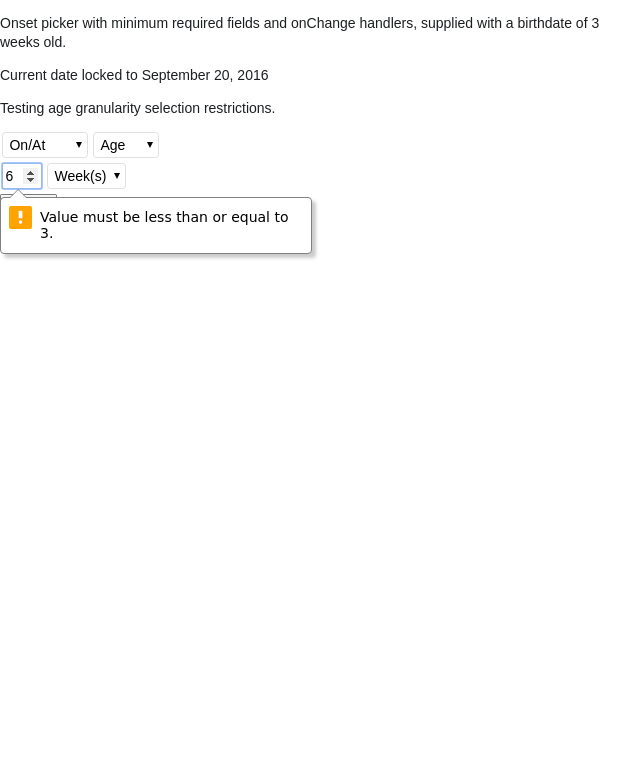 Onset picker with minimum required fields and onChange handlers, supplied with a birthdate of 3
weeks old.
Current date locked to September 20, 2016
Testing age granularity selection restrictions.
On/At Age
6 Week(s)
Value must be less than or equal to
3.